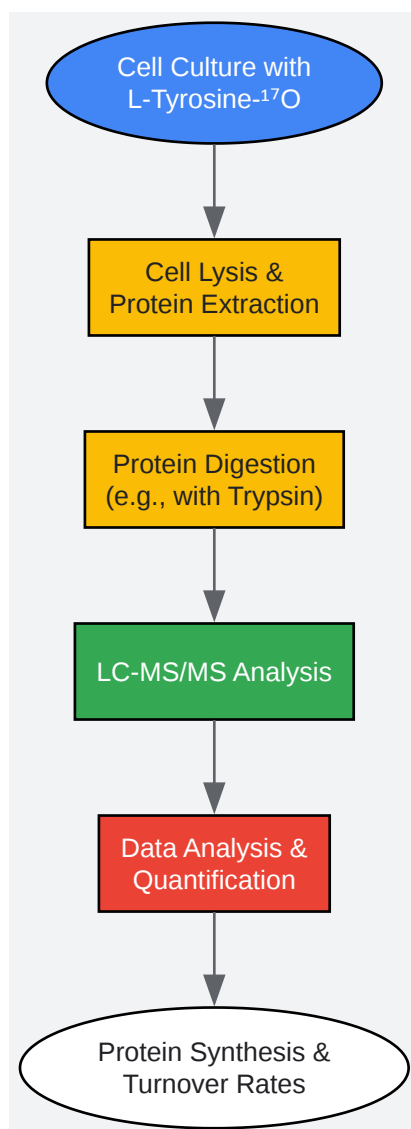 Cell Culture with
L-Tyrosine-¹⁷O
Cell Lysis &
Protein Extraction
Protein Digestion
(e.g., with Trypsin)
LC-MS/MS Analysis
Data Analysis &
Quantification
Protein Synthesis &
Turnover Rates